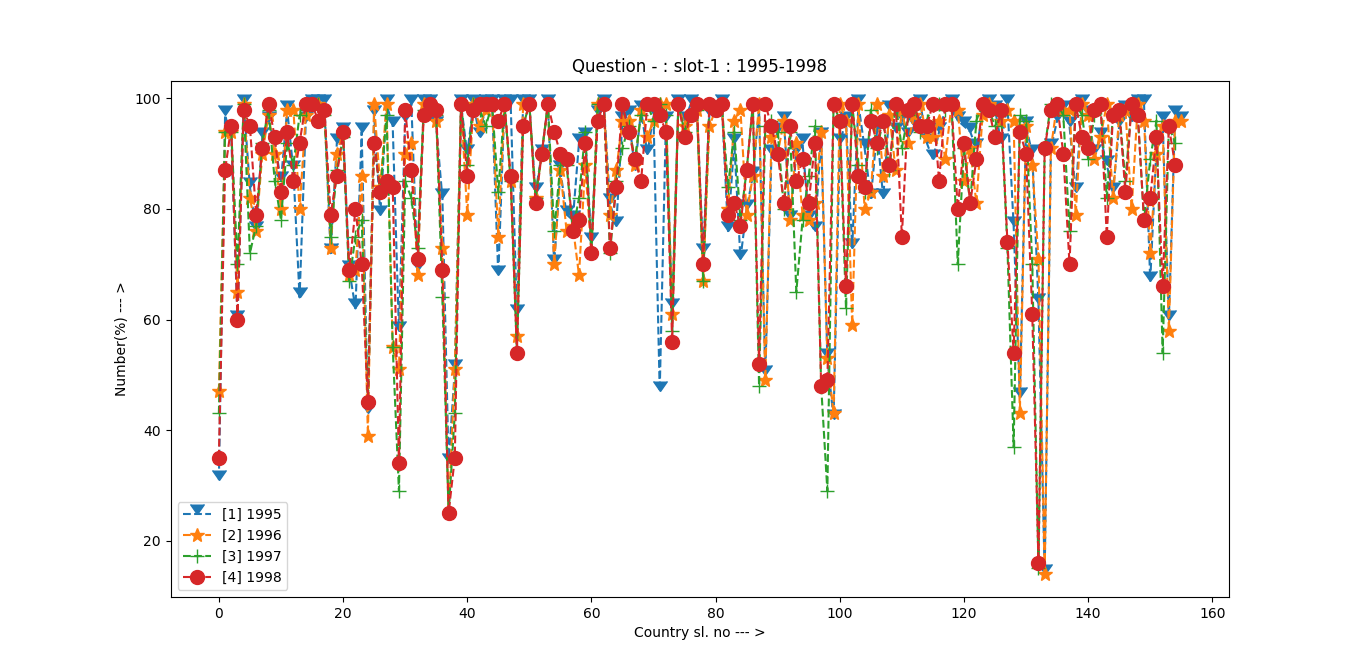 Question - : slot-1 : 1995-1998
Number(%) --- >
100
80
60
40
20
[1] 1995
[2] 1996
[3] 1997
[4] 1998
0 20 40 60 80 100 120 140 160
Country sl. no --- >